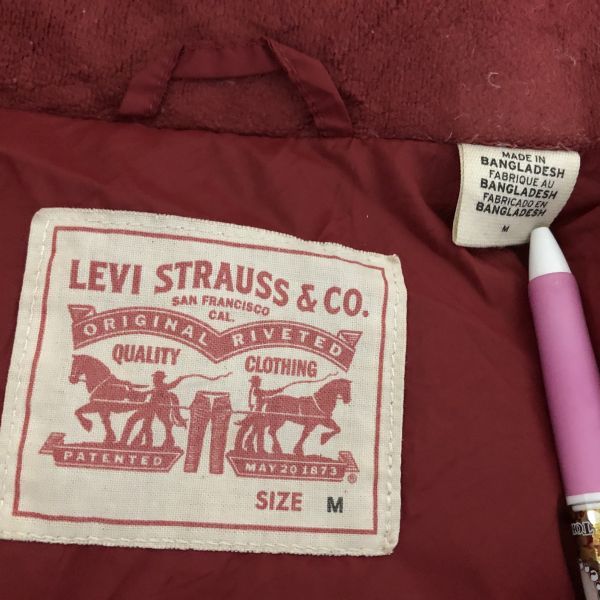 MADE IN
BANGLADESH
FABRIQUE AU
BANGLADESH
FABRICADO EN
BANGLADESH
M
LEVI STRAUSS & CO.
SAN FRANCISCO
CAL.
ORIGINAL RIVETED
QUALITY CLOTHING
PATENTED MAY 20 1873
®
SIZE M